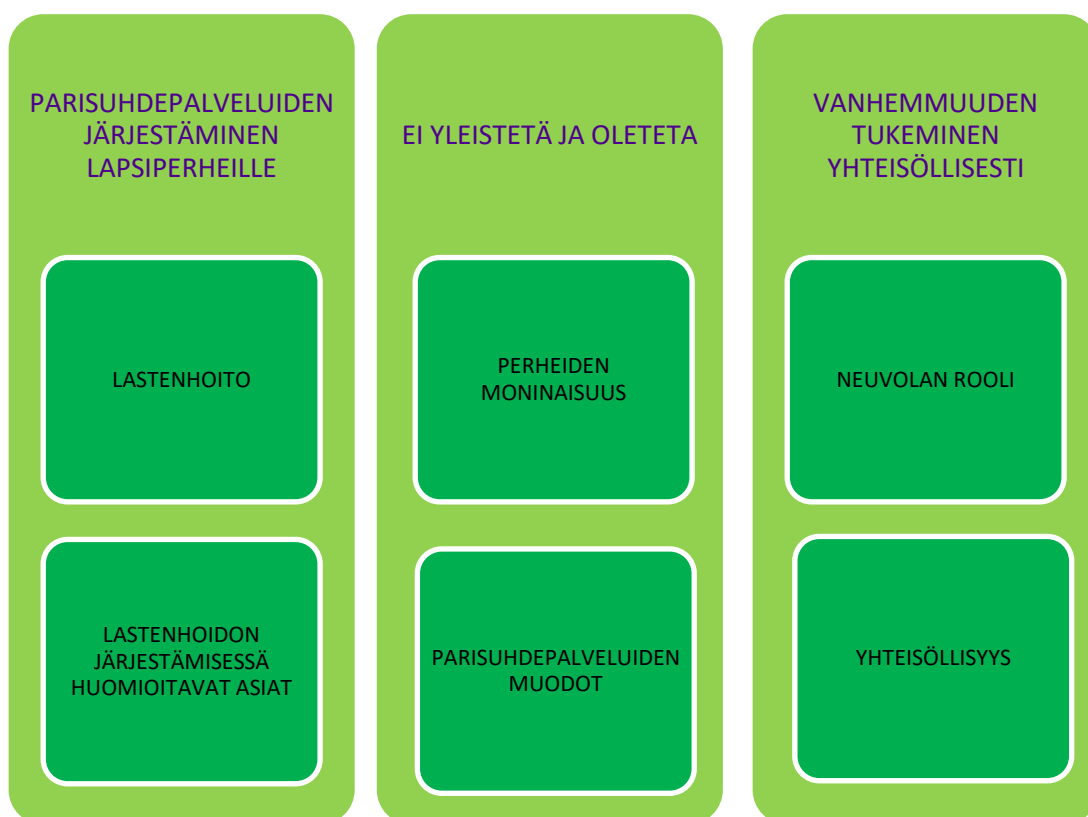 PARISUHDEPALVELUIDEN
JÄRJESTÄMINEN
LAPSIPERHEILLE
LASTENHOITO
LASTENHOIDON
JÄRJESTÄMISESSÄ
HUOMIOITAVAT ASIAT
EI YLEISTETÄ JA OLETETA
PERHEIDEN
MONINAISUUS
PARISUHDEPALVELUIDEN
MUODOT
VANHEMMUUDEN
TUKEMINEN
YHTEISÖLLISESTI
NEUVOLAN ROOLI
YHTEISÖLLISYYS